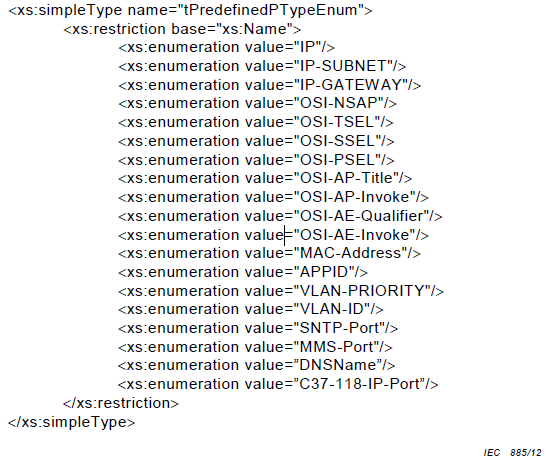 <xs:simpleType name="tPredefinedPTypeEnum">
<xs:restriction base="xs:Name">
<xs:enumeration value="IP"/>
<xs:enumeration value="IP-SUBNET"/>
<xs:enumeration value="IP-GATEWAY"/>
<xs:enumeration value="OSI-NSAP"/>
<xs:enumeration value="OSI-TSEL"/>
<xs:enumeration value="OSI-SSEL"/>
<xs:enumeration value="OSI-PSEL"/>
<xs:enumeration value="OSI-AP-Title"/>
<xs:enumeration value="OSI-AP-Invoke"/>
<xs:enumeration value="OSI-AE-Qualifier"/>
<xs:enumeration value="OSI-AE-Invoke"/>
<xs:enumeration value="MAC-Address"/>
<xs:enumeration value="APPID"/>
<xs:enumeration value="VLAN-PRIORITY"/>
<xs:enumeration value="VLAN-ID"/>
<xs:enumeration value="SNTP-Port"/>
<xs:enumeration value="MMS-Port"/>
<xs:enumeration value=”DNSName”/>
<xs:enumeration value=”C37-118-IP-Port”/>
</xs:restriction>
</xs:simpleType>
IEC 885/12